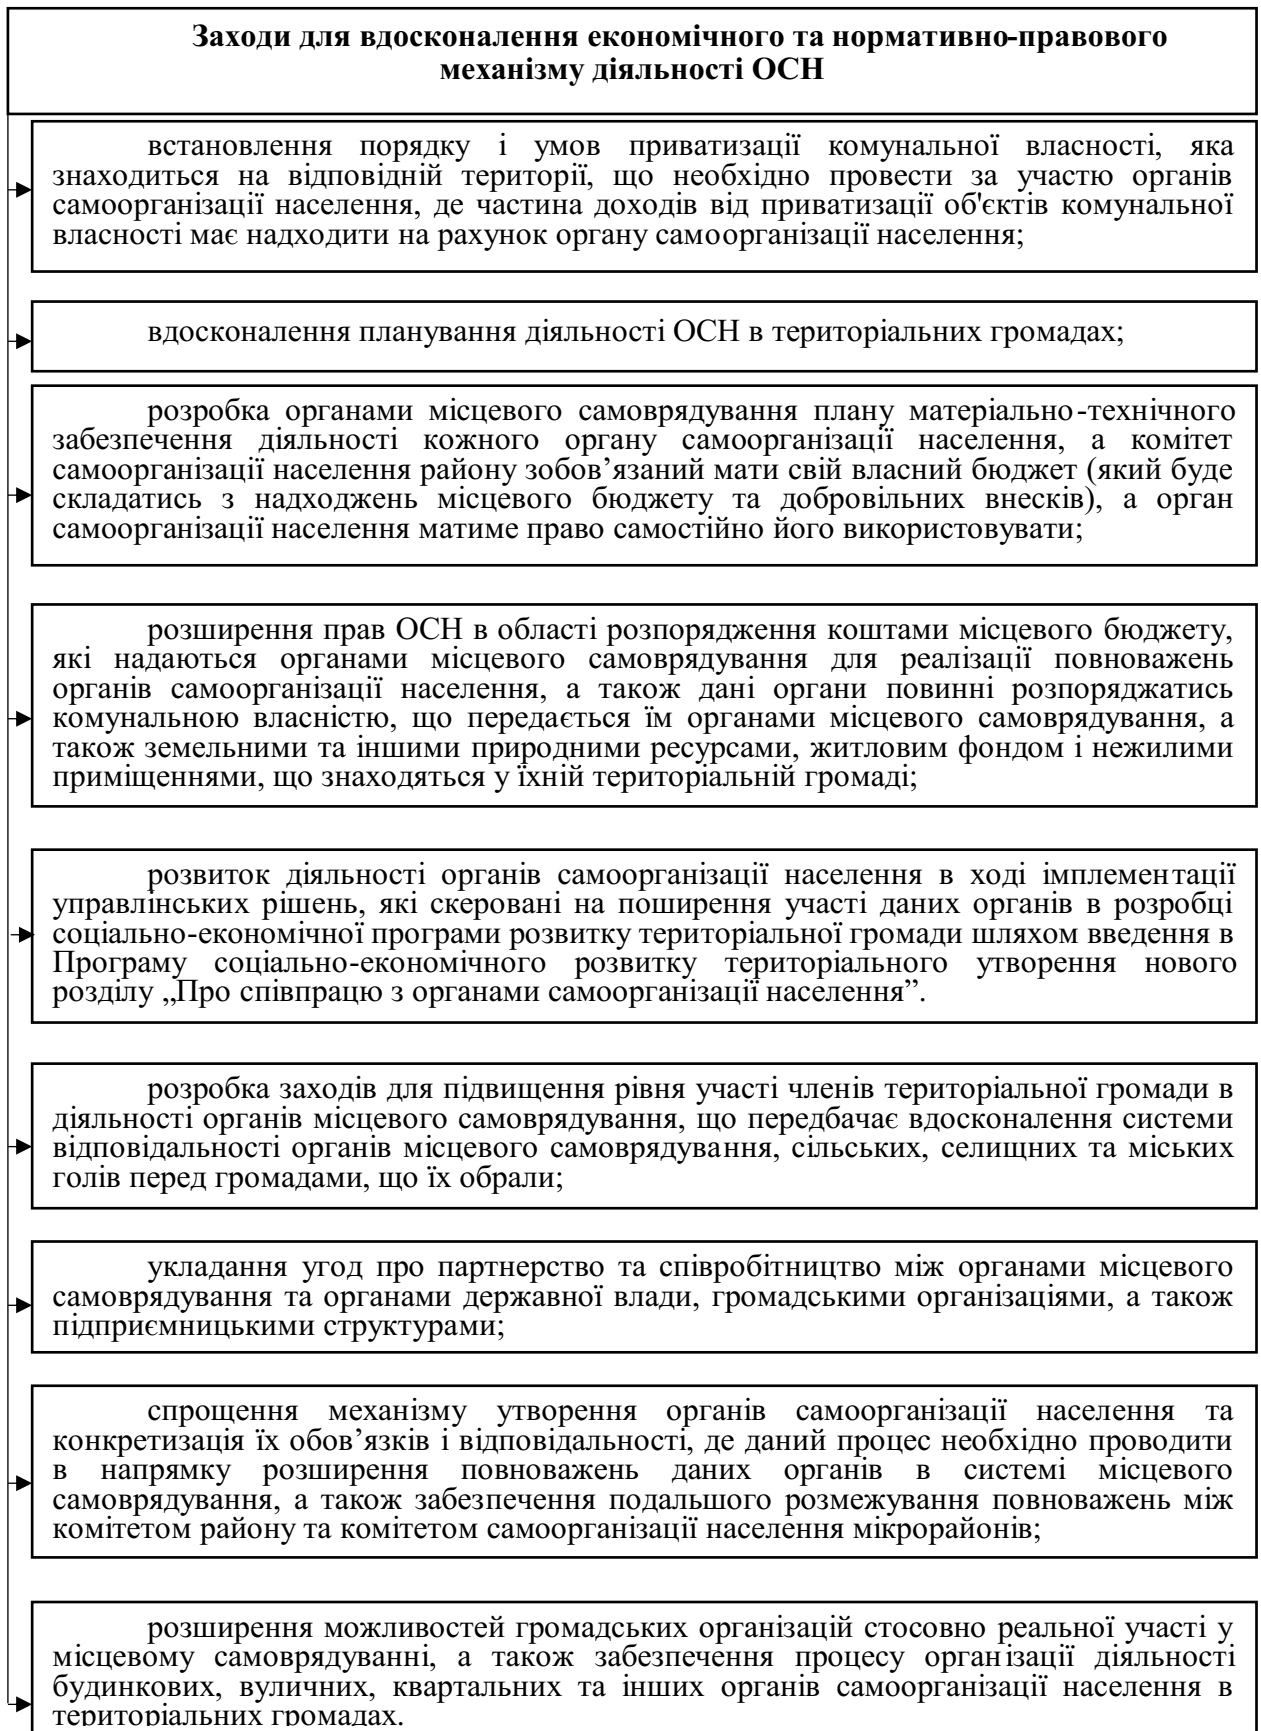 Заходи для вдосконалення економічного та нормативно-правового
механізму діяльності ОСН
встановлення порядку і умов приватизації комунальної власності, яка
знаходиться на відповідній території, що необхідно провести за участю органів
самоорганізації населення, де частина доходів від приватизації об'єктів комунальної
власності має надходити на рахунок органу самоорганізації населення;
вдосконалення планування діяльності ОСН в територіальних громадах;
розробка органами місцевого самоврядування плану матеріально-технічного
забезпечення діяльності кожного органу самоорганізації населення, а комітет
самоорганізації населення району зобов’язаний мати свій власний бюджет (який буде
складатись з надходжень місцевого бюджету та добровільних внесків), а орган
самоорганізації населення матиме право самостійно його використовувати;
розширення прав ОСН в області розпорядження коштами місцевого бюджету,
які надаються органами місцевого самоврядування для реалізації повноважень
органів самоорганізації населення, а також дані органи повинні розпоряджатись
комунальною власністю, що передається їм органами місцевого самоврядування, а
також земельними та іншими природними ресурсами, житловим фондом і нежилими
приміщеннями, що знаходяться у їхній територіальній громаді;
розвиток діяльності органів самоорганізації населення в ході імплементації
управлінських рішень, які скеровані на поширення участі даних органів в розробці
соціально-економічної програми розвитку територіальної громади шляхом введення в
Програму соціально-економічного розвитку територіального утворення нового
розділу „Про співпрацю з органами самоорганізації населення”.
розробка заходів для підвищення рівня участі членів територіальної громади в
діяльності органів місцевого самоврядування, що передбачає вдосконалення системи
відповідальності органів місцевого самоврядування, сільських, селищних та міських
голів перед громадами, що їх обрали;
укладання угод про партнерство та співробітництво між органами місцевого
самоврядування та органами державної влади, громадськими організаціями, а також
підприємницькими структурами;
спрощення механізму утворення органів самоорганізації населення та
конкретизація їх обов’язків і відповідальності, де даний процес необхідно проводити
в напрямку розширення повноважень даних органів в системі місцевого
самоврядування, а також забезпечення подальшого розмежування повноважень між
комітетом району та комітетом самоорганізації населення мікрорайонів;
розширення можливостей громадських організацій стосовно реальної участі у
місцевому самоврядуванні, а також забезпечення процесу організації діяльності
будинкових, вуличних, квартальних та інших органів самоорганізації населення в
територіальних громадах.